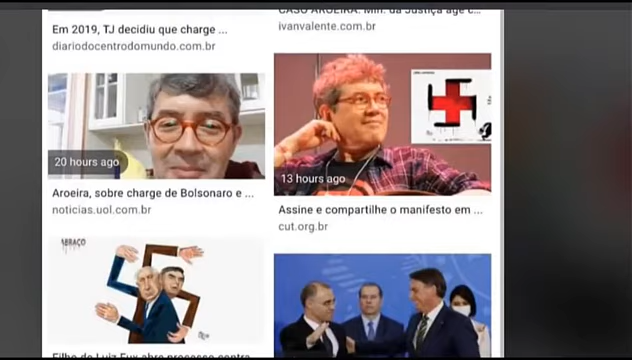 CASO AROEIRA: Min. da Justiça age c...
Em 2019, TJ decidiu que charge ...
diariodocentrodomundo.com.br
ivanvalente.com.br
20 hours ago
Aroeira, sobre charge de Bolsonaro e ...
noticias.uol.com.br
13 hours ago
Assine e compartilhe o manifesto em ...
cut.org.br
ABRAÇO
Filho de Luiz Fux abre processo contra